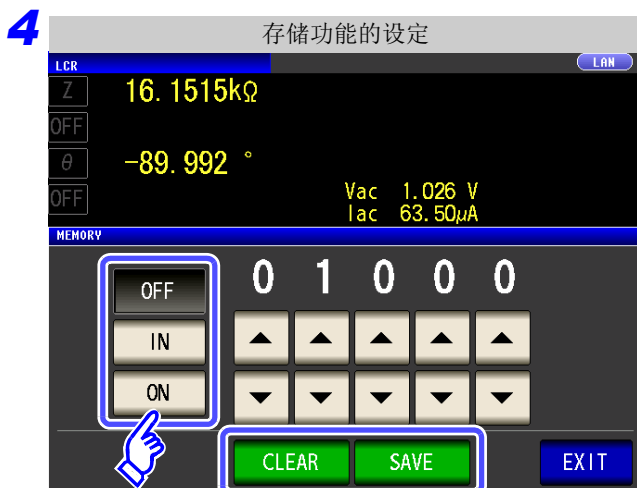 4
存储功能的设定
LCR LAN
Z 16.1515kΩ
OFF
θ -89.992 °
OFF Vac 1.026 V
Iac 63.50μA
MEMORY
0 1 0 0 0
OFF
IN
ON
CLEAR SAVE EXIT